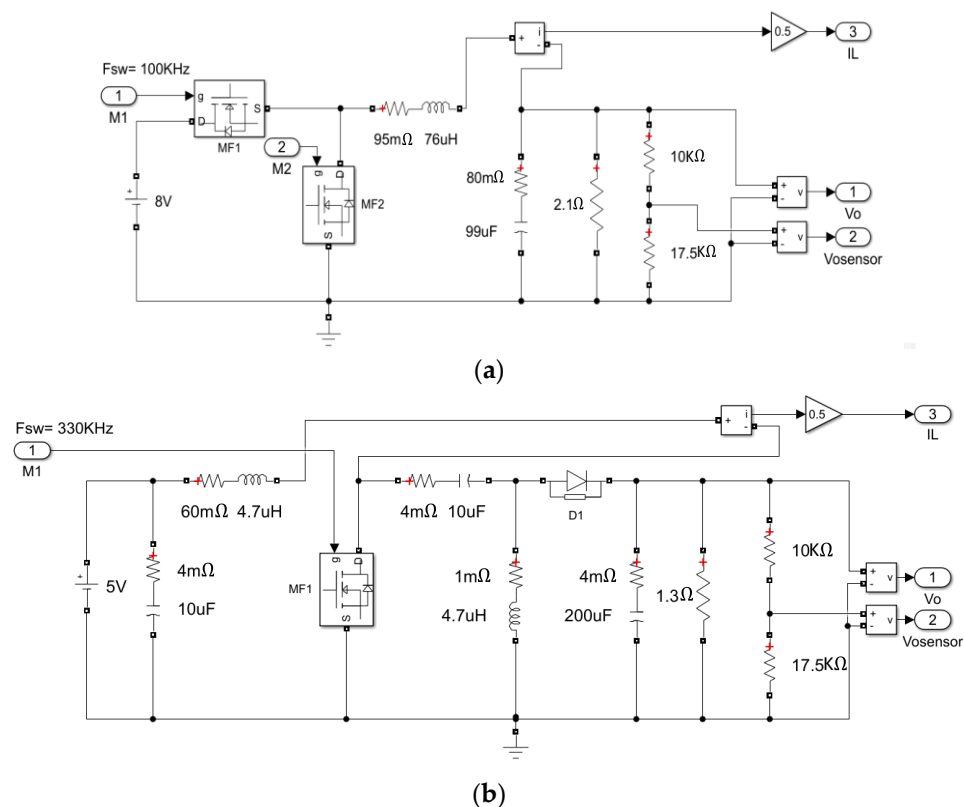 Fsw= 100KHz
1
M1
g
D
S
MF1
2
M2
g
D
S
MF2
8V
+
95mΩ 76uH
+
i
-
0.5
3
IL
80mΩ
99uF
2.1Ω
10KΩ
17.5KΩ
+
-
v
1
Vo
+
-
v
2
Vosensor
(a)
Fsw= 330KHz
1
M1
5V
+
60mΩ 4.7uH
4mΩ
10uF
g
D
S
MF1
+
i
-
0.5
3
IL
4mΩ 10uF
D1
1mΩ
4.7uH
4mΩ
200uF
1.3Ω
10KΩ
17.5KΩ
+
-
v
1
Vo
+
-
v
2
Vosensor
(b)